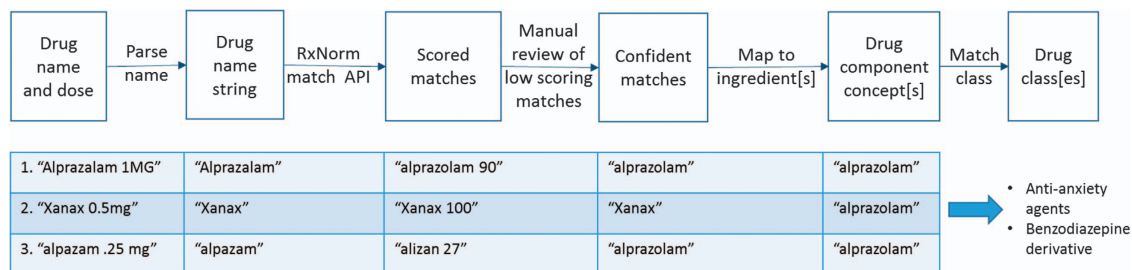 Drug
name
and dose
Parse
name
Drug
name
string
RxNorm
match API
Scored
matches
Manual
review of
low scoring
matches
Confident
matches
Map to
ingredient[s]
Drug
component
concept[s]
Match
class
Drug
class[es]
1. “Alprazalam 1MG” “Alprazalam” “alprazolam 90” “alprazolam” “alprazolam”
2. “Xanax 0.5mg” “Xanax” “Xanax 100” “Xanax” “alprazolam”
3. “alpazam .25 mg” “alpazam” “alizan 27” “alprazolam” “alprazolam”
• Anti-anxiety
agents
• Benzodiazepine
derivative